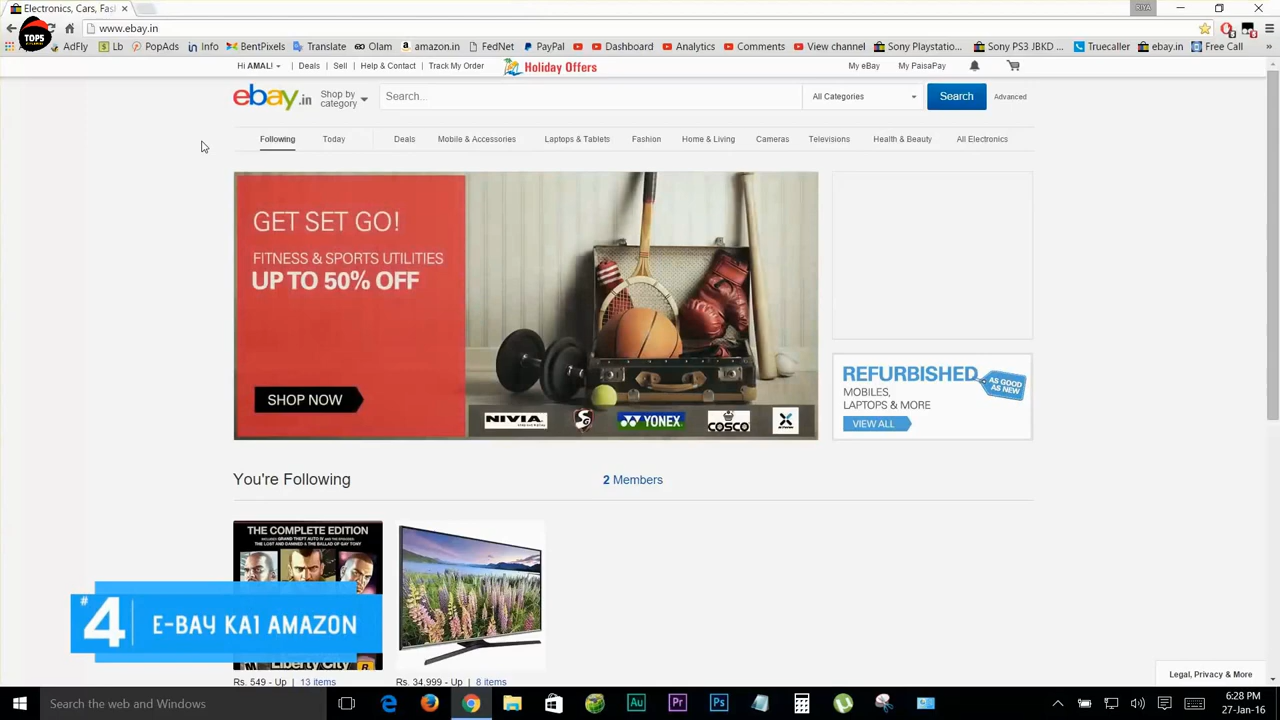 RIYA
Electronics, Cars, Fas
www.ebay.in
TOP5
AdFly Lb PopAds Info BentPixels Translate Olam amazon.in FedNet PayPal Dashboard Analytics Comments View channel Sony Playstatio... Sony PS3 JBKD ... Truecaller ebay.in Free Call
Hi AMAL! Deals Sell Help & Contact Track My Order Holiday Offers My eBay My PaisaPay
ebay.in Shop by category Search... All Categories Search Advanced
Following Today Deals Mobile & Accessories Laptops & Tablets Fashion Home & Living Cameras Televisions Health & Beauty All Electronics
GET SET GO!
FITNESS & SPORTS UTILITIES
UP TO 50% OFF
SHOP NOW
NIVIA YONEX COSCO
REFURBISHED
AS GOOD AS NEW
MOBILES,
LAPTOPS & MORE
VIEW ALL
You're Following 2 Members
THE COMPLETE EDITION
#4 E-BAY KA1 AMAZON
Liberty City
Rs. 549 - Up 13 items Rs. 34,999 - Up 8 items
Legal, Privacy & More
Search the web and Windows
Au Pr Ps
6:28 PM
27-Jan-16